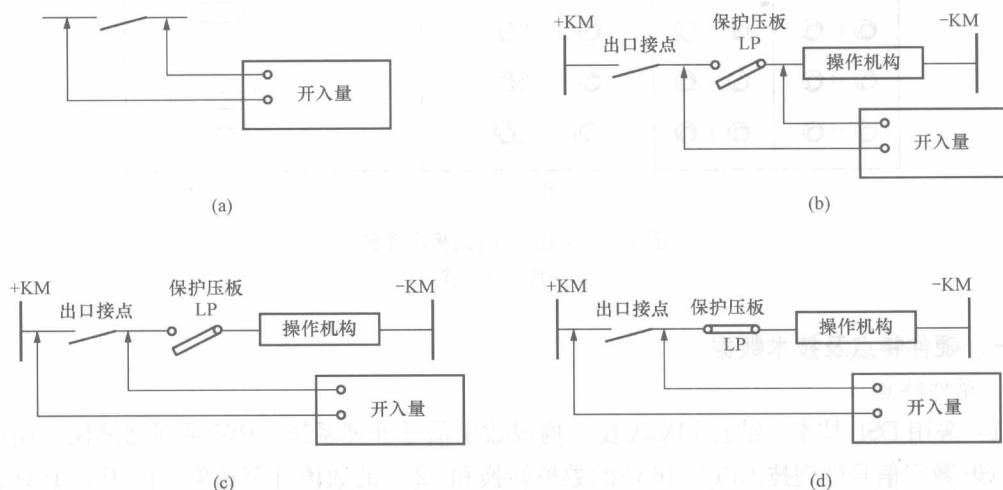 开入量
(a)
+KM
-KM
出口接点
保护压板
LP
操作机构
开入量
(b)
+KM
-KM
出口接点
保护压板
LP
操作机构
开入量
(c)
+KM
-KM
出口接点
保护压板
LP
操作机构
开入量
(d)